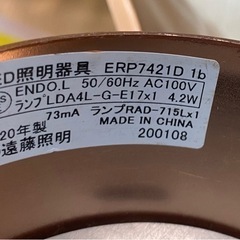 ED照明器具 ERP7421D 1b
ENDO.L 50/60Hz AC100V
ランプLDA4L-G-E17x1 4.2W
73mA ランプRAD-715Lx1
20年製 MADE IN CHINA
遠藤照明 200108